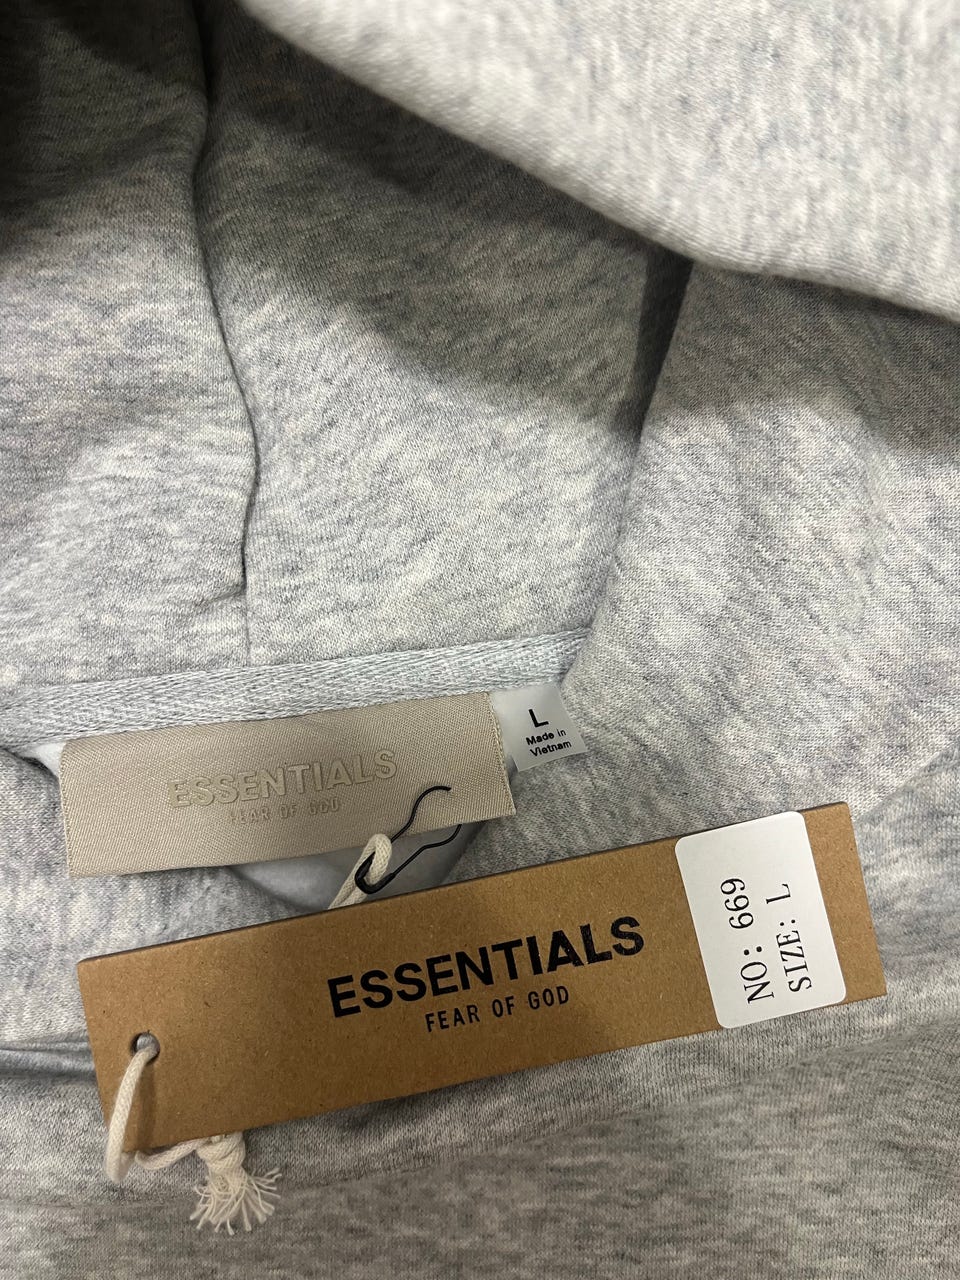 ESSENTIALS
FEAR OF GOD
L
Made in
Vietnam
ESSENTIALS
FEAR OF GOD
NO: 669
SIZE: L